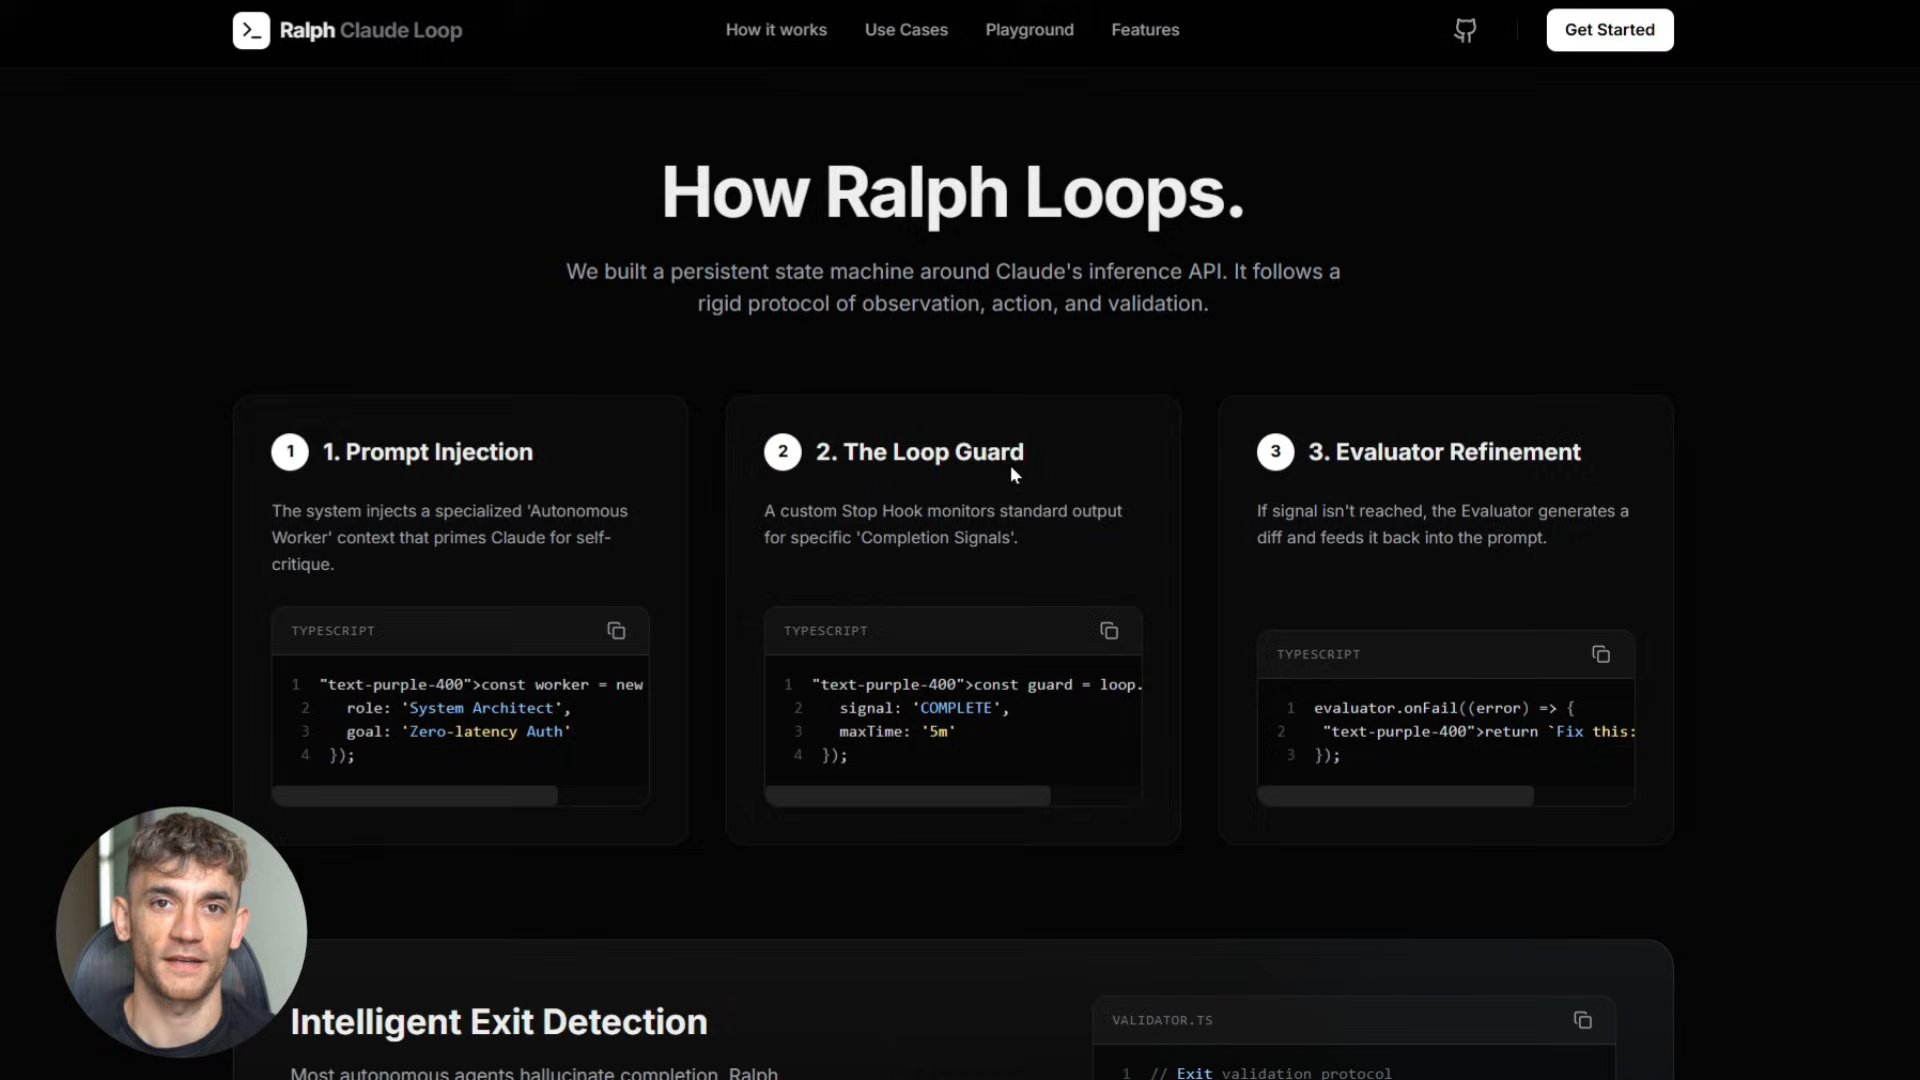 Ralph Claude Loop
How it works
Use Cases
Playground
Features
Get Started
How Ralph Loops.
We built a persistent state machine around Claude's inference API. It follows a
rigid protocol of observation, action, and validation.
1
1. Prompt Injection
The system injects a specialized 'Autonomous
Worker' context that primes Claude for self-
critique.
TYPESCRIPT
1 "text-purple-400">const worker = new
2 role: 'System Architect',
3 goal: 'Zero-latency Auth'
4 });
2
2. The Loop Guard
A custom Stop Hook monitors standard output
for specific 'Completion Signals'.
TYPESCRIPT
1 "text-purple-400">const guard = loop.
2 signal: 'COMPLETE',
3 maxTime: '5m'
4 });
3
3. Evaluator Refinement
If signal isn't reached, the Evaluator generates a
diff and feeds it back into the prompt.
TYPESCRIPT
1 evaluator.onFail((error) => {
2 "text-purple-400">return `Fix this:
3 });
Intelligent Exit Detection
Most autonomous agents hallucinate completion. Ralph
VALIDATOR.TS
1 // Exit validation protocol